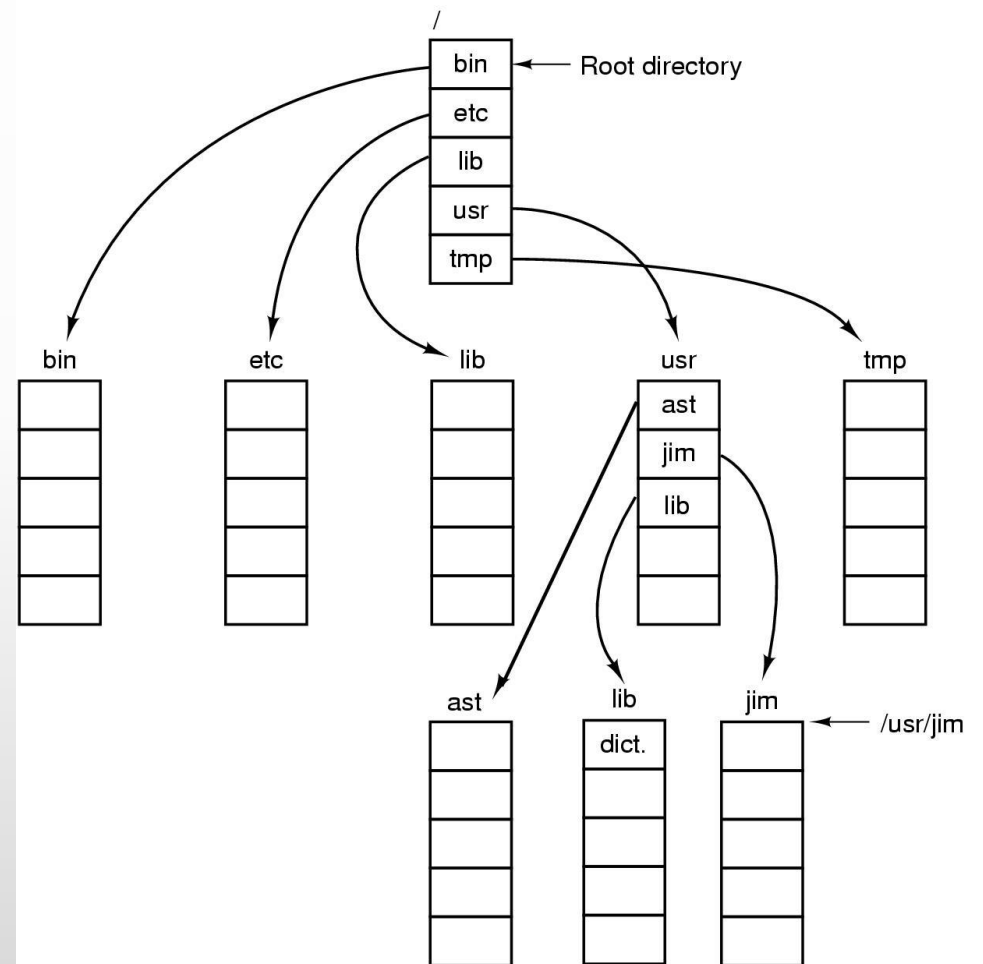 /
bin
Root directory
etc
lib
usr
tmp
bin
etc
lib
usr
tmp
ast
jim
lib
ast
lib
jim
/usr/jim
dict.